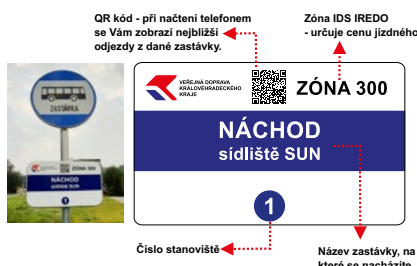 QR kód - při načtení telefonem
se Vám zobrazí nejbližší
odjezdy z dané zastávky.
Zóna IDS IREDO
- určuje cenu jízdného
ZASTÁVKA
ZÓNA 300
NÁCHOD
sídliště SUN
1
VEŘEJNÁ DOPRAVA
KRÁLOVÉHRADECKÉHO
KRAJE
ZÓNA 300
NÁCHOD
sídliště SUN
1
Číslo stanoviště
Název zastávky, na
které se nacházíte